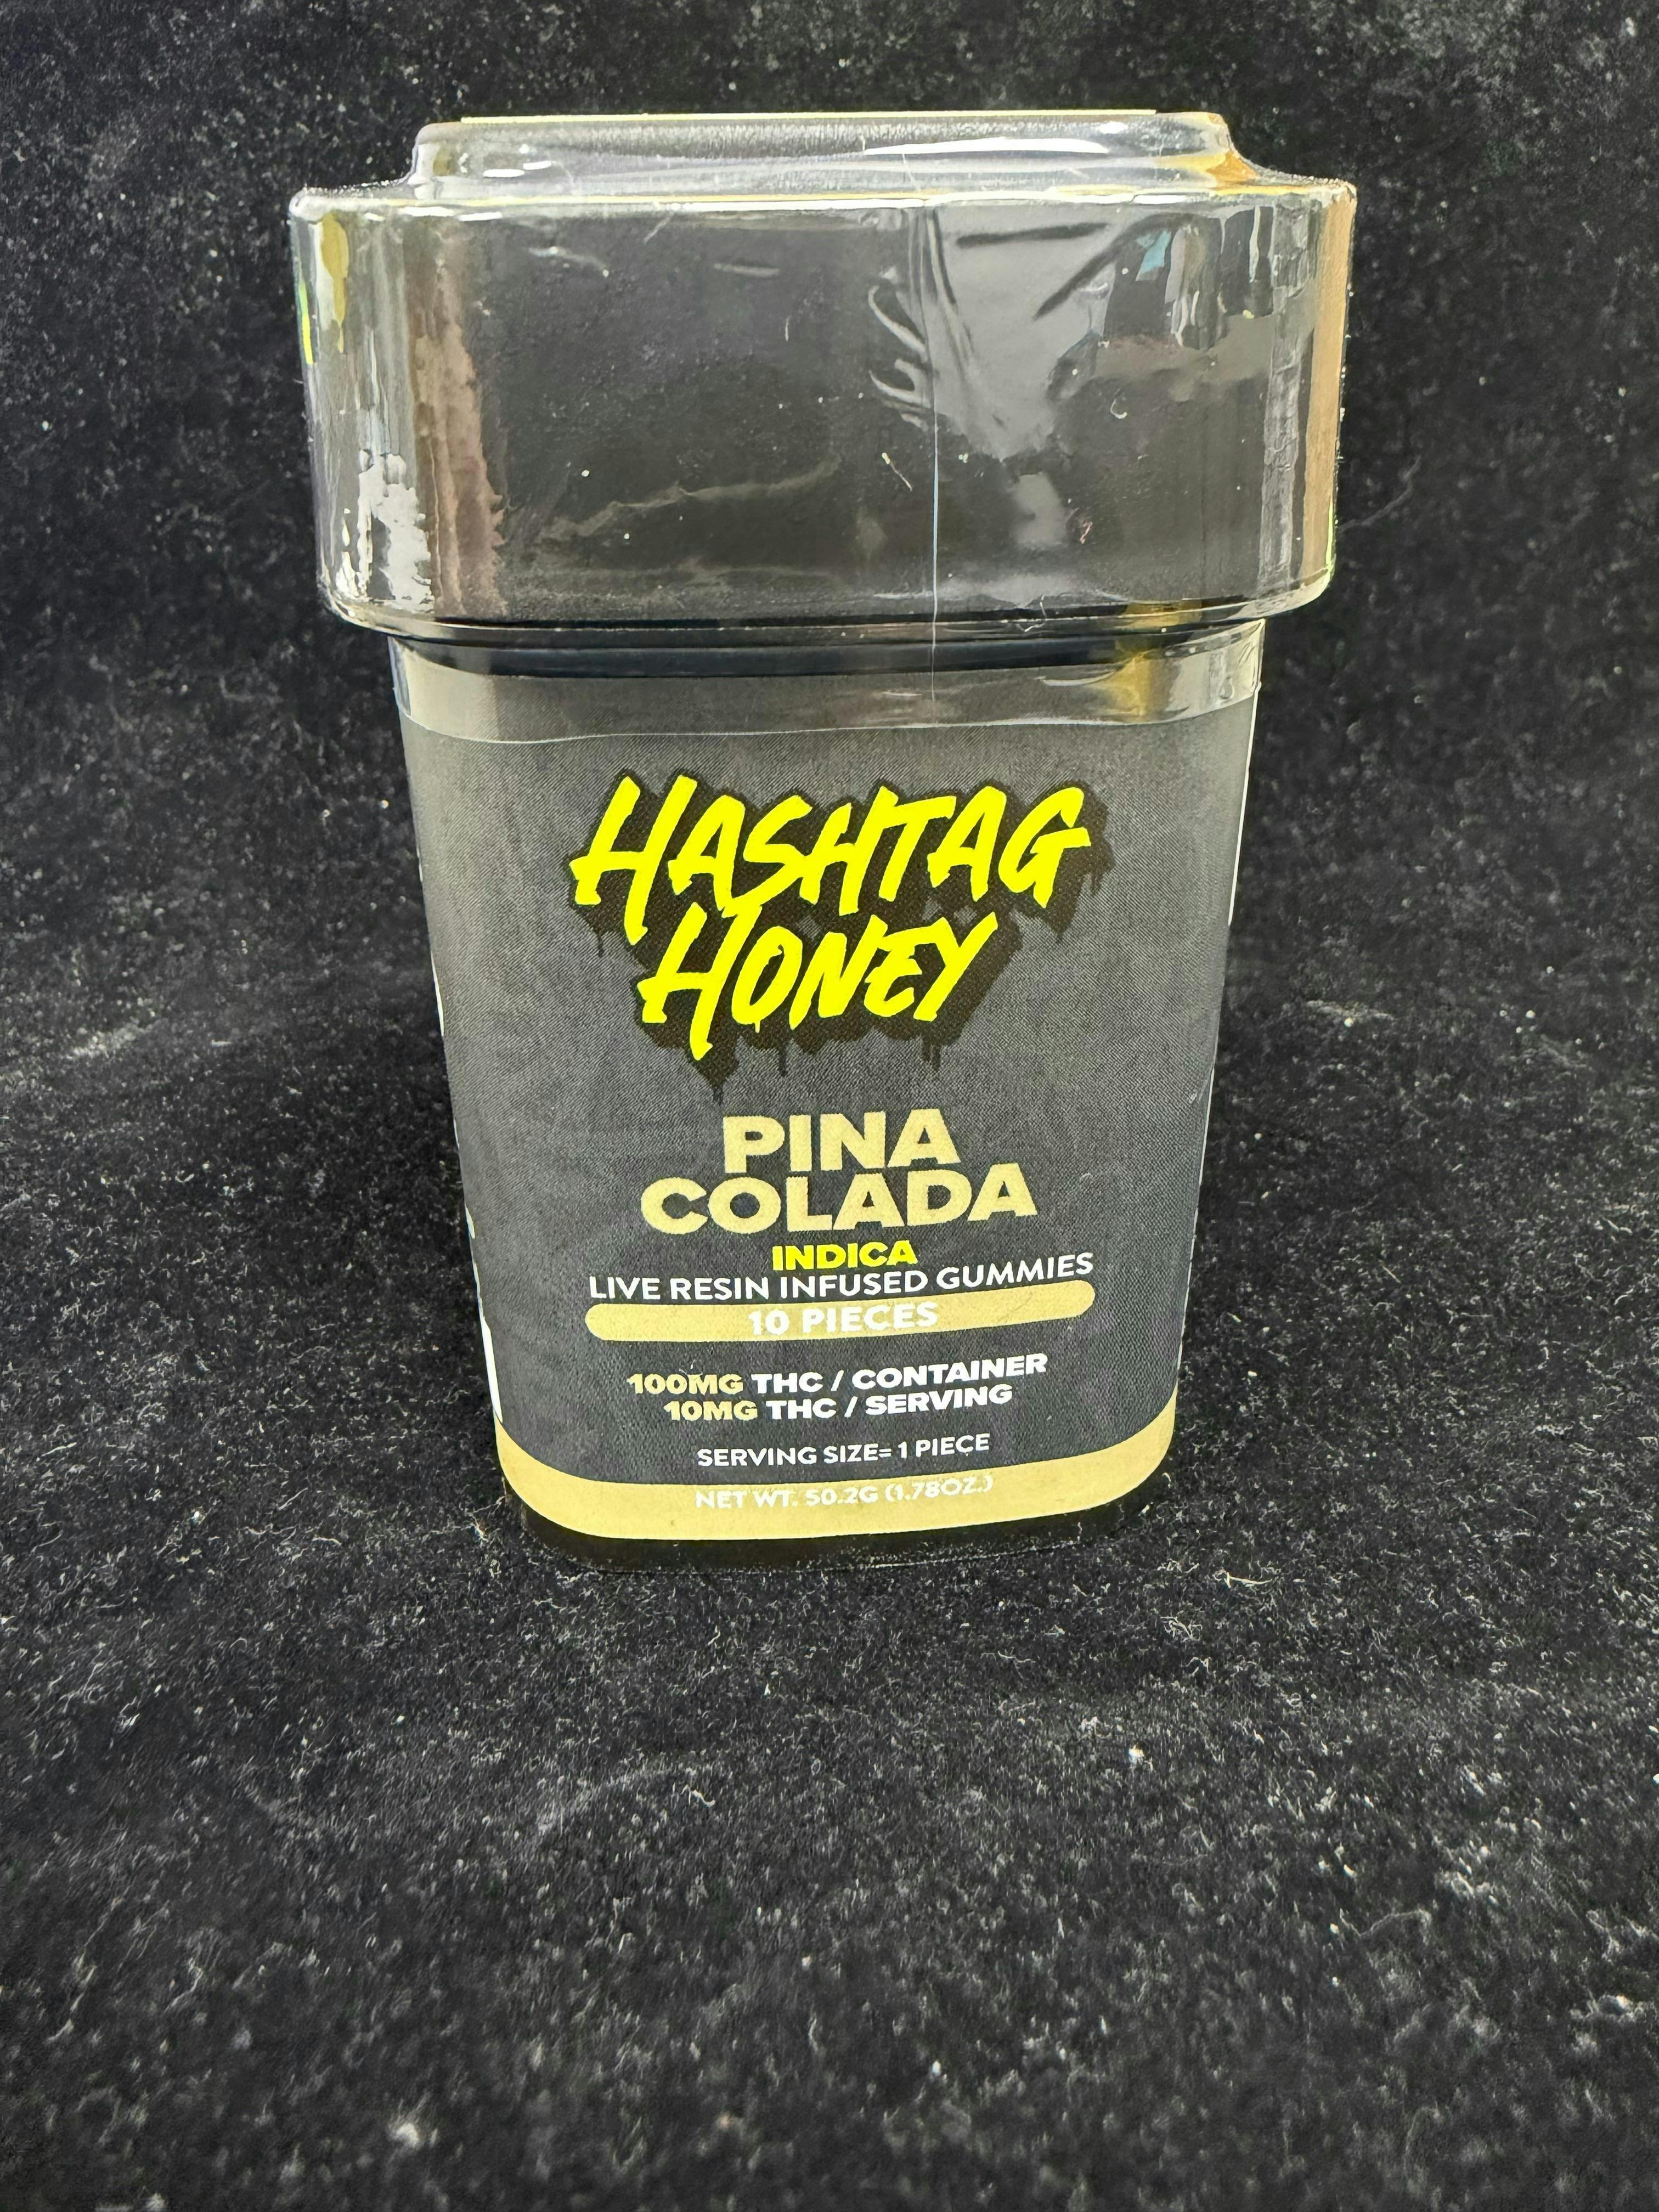 HASHTAG
HONEY
PINA
COLADA
INDICA
LIVE RESIN INFUSED GUMMIES
10 PIECES
100MG THC / CONTAINER
10MG THC / SERVING
SERVING SIZE= 1 PIECE
NET WT. 50.2G (1.78OZ.)